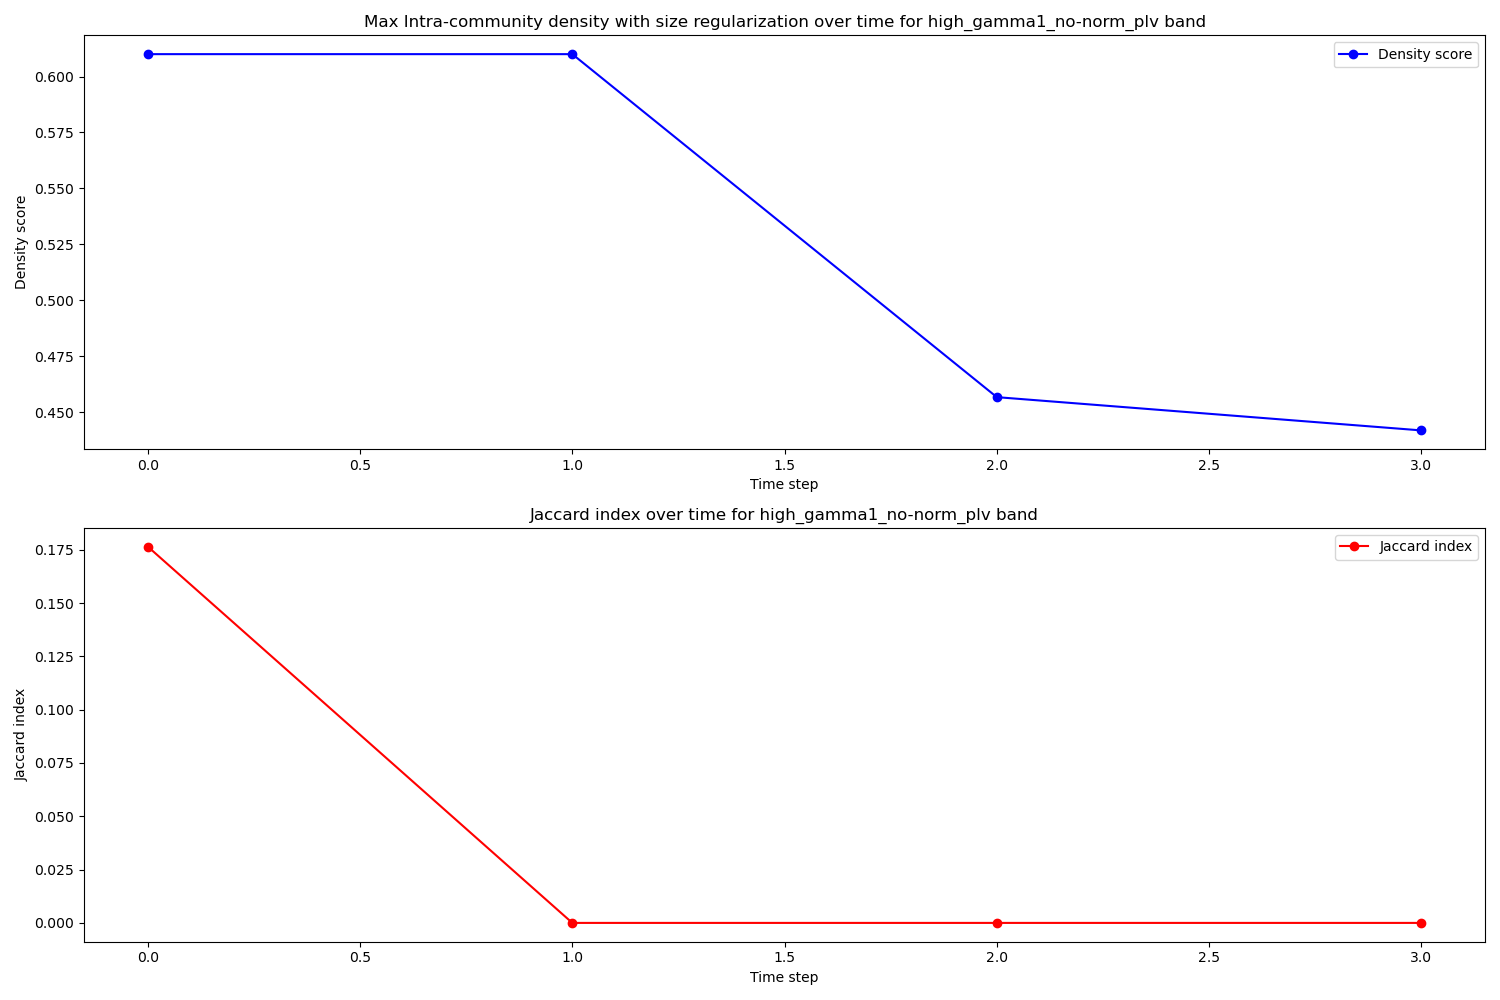 Max Intra-community density with size regularization over time for high_gamma1_no-norm_plv band
Density score
0.600
0.575
0.550
0.525
0.500
0.475
0.450
Density score
0.0 0.5 1.0 1.5 2.0 2.5 3.0
Time step
Jaccard index over time for high_gamma1_no-norm_plv band
Jaccard index
0.175
0.150
0.125
0.100
0.075
0.050
0.025
0.000
Jaccard index
0.0 0.5 1.0 1.5 2.0 2.5 3.0
Time step